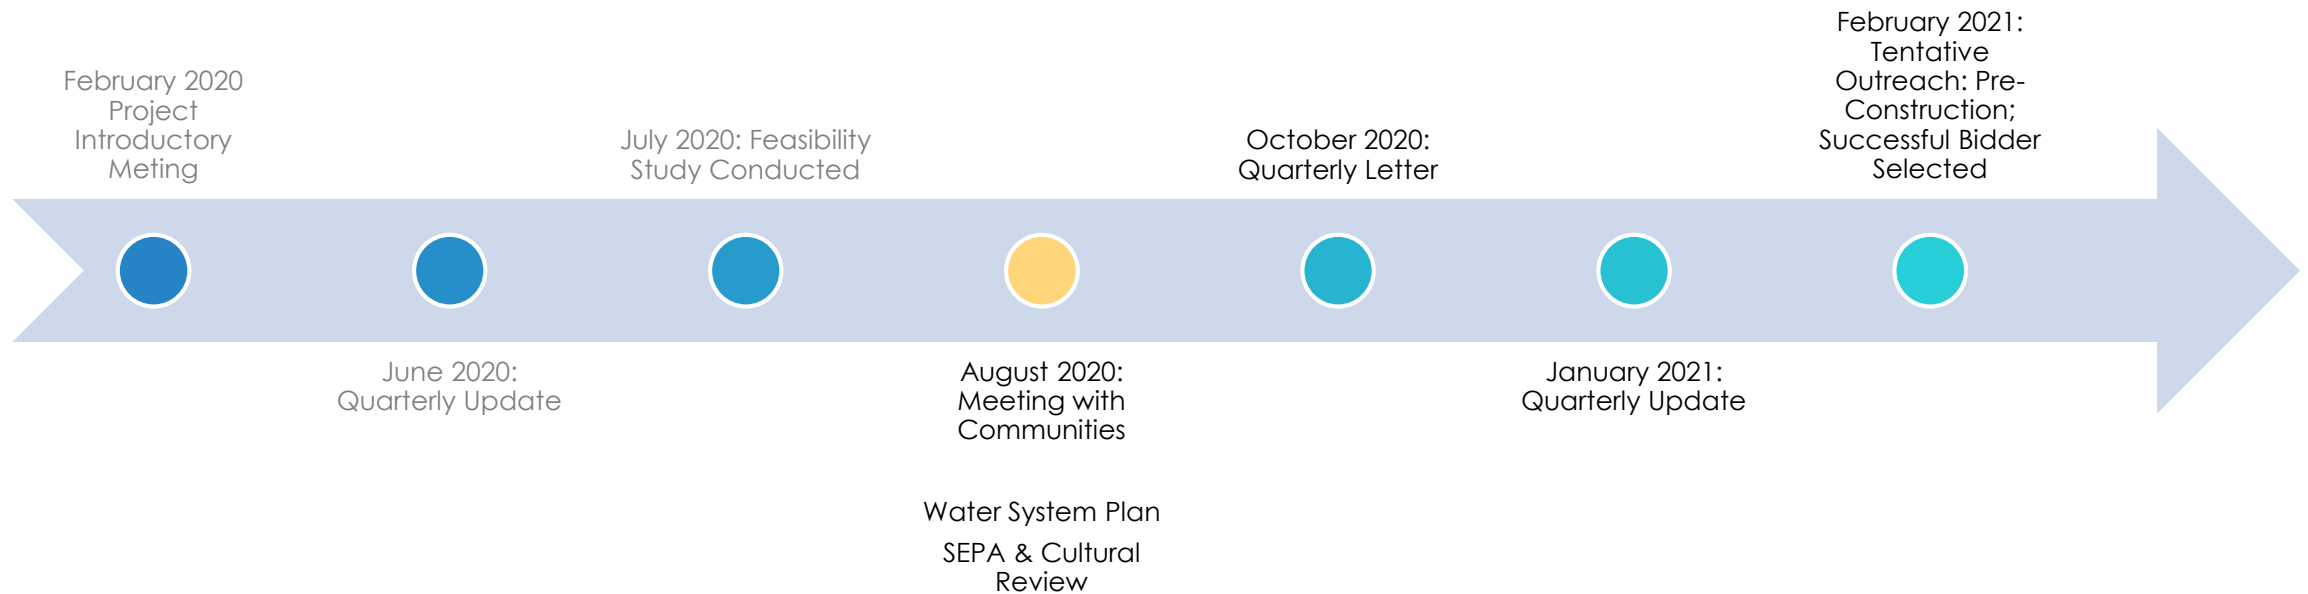 February 2020
Project
Introductory
Meting
June 2020:
Quarterly Update
July 2020: Feasibility
Study Conducted
August 2020:
Meeting with
Communities
Water System Plan
SEPA & Cultural
Review
October 2020:
Quarterly Letter
January 2021:
Quarterly Update
February 2021:
Tentative
Outreach: Pre-
Construction;
Successful Bidder
Selected